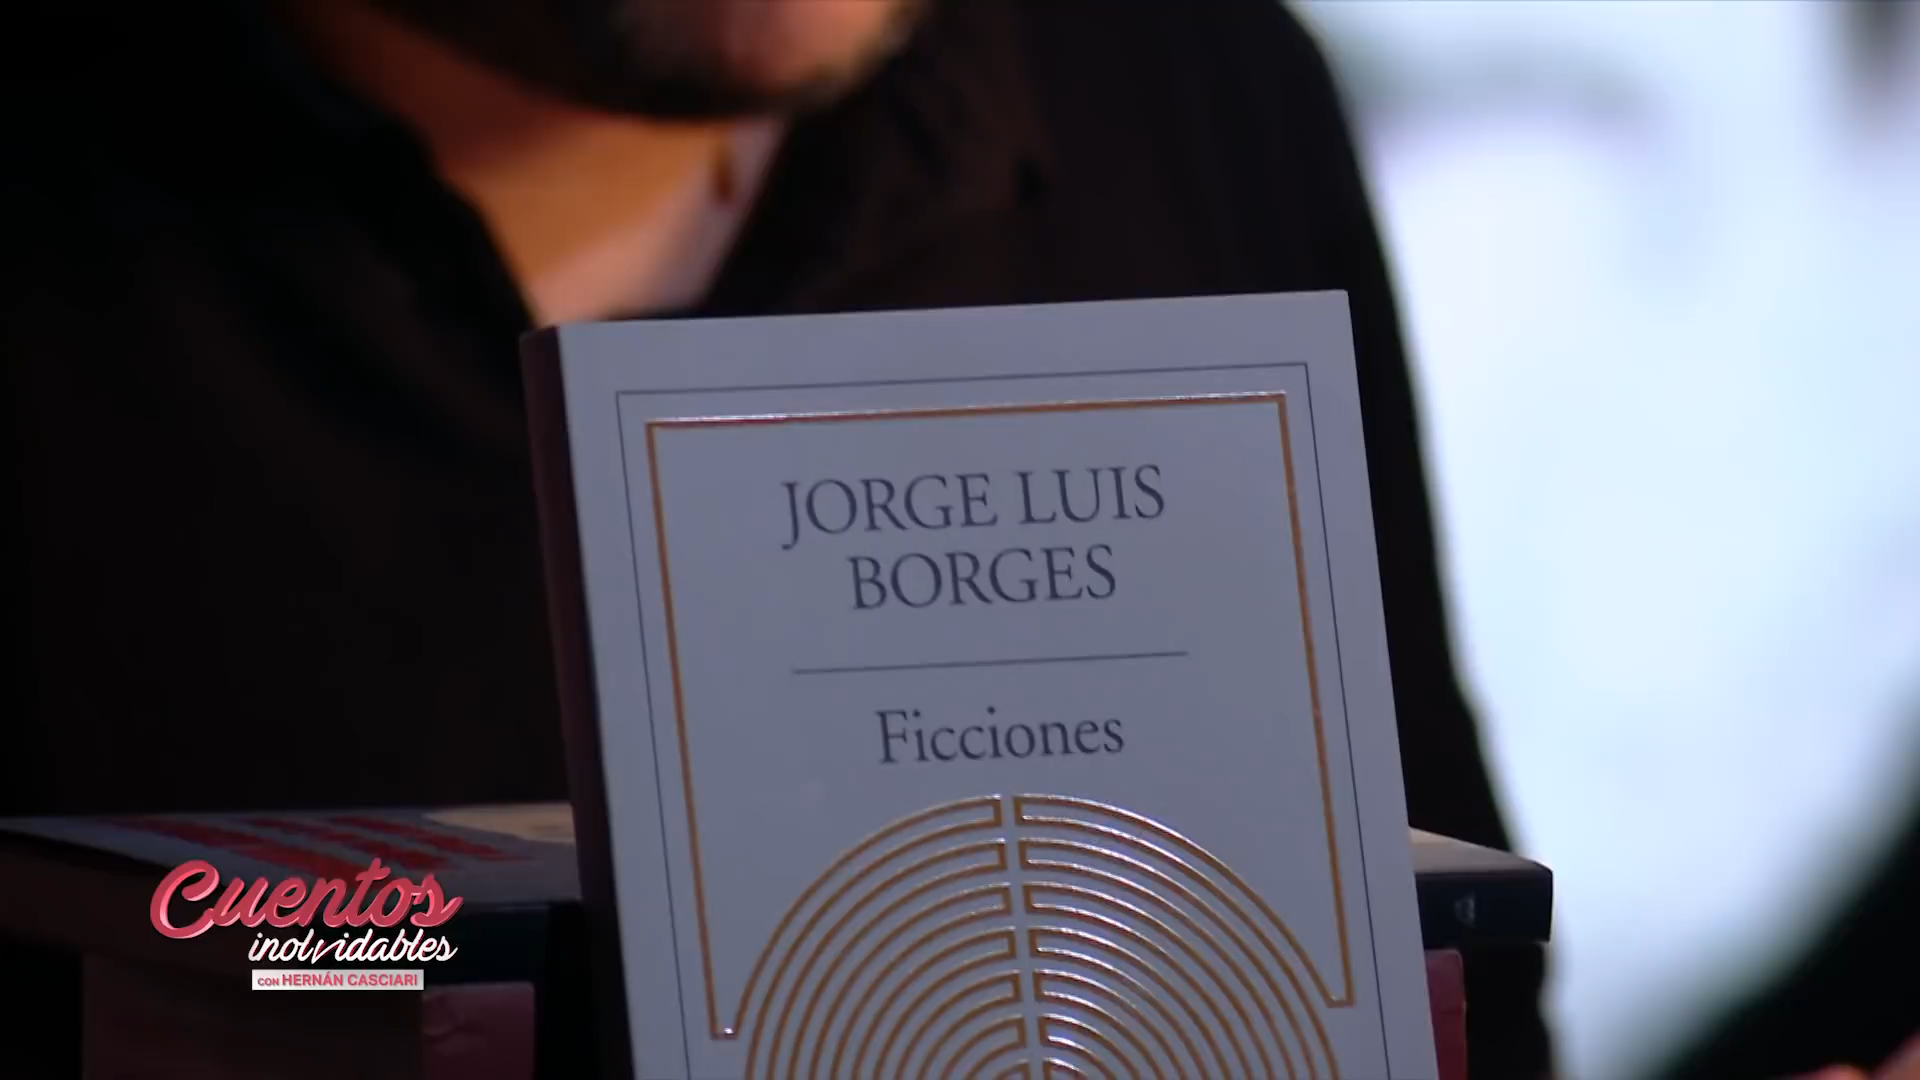 JORGE LUIS
BORGES
Ficciones
Cuentos
inolvidables
CON HERNÁN CASCIARI